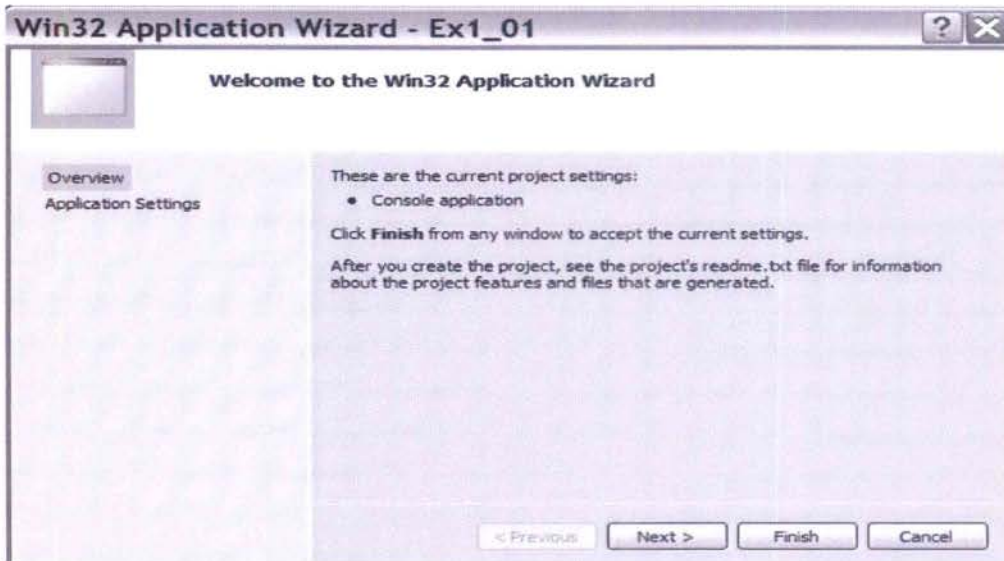 Win32 Application Wizard - Ex1_01
Welcome to the Win32 Application Wizard
Overview
Application Settings
These are the current project settings:
• Console application
Click Finish from any window to accept the current settings.
After you create the project, see the project's readme.txt file for information
about the project features and files that are generated.
< Previous
Next >
Finish
Cancel